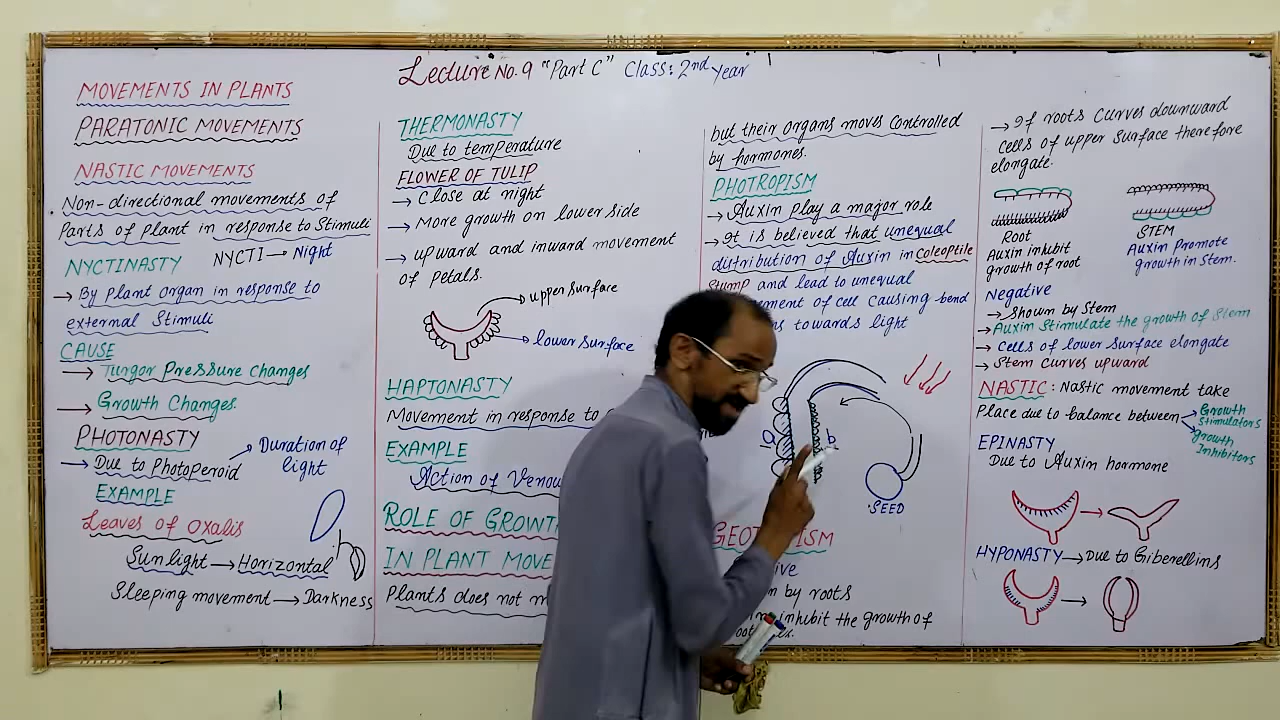 Lecture No. 9 "Part C" Class: 2nd Year
MOVEMENTS IN PLANTS
PARATONIC MOVEMENTS
NASTIC MOVEMENTS
Non-directional movements of
Parts of plant in response to Stimuli
NYCTINASTY NYCTI → Night
→ By plant organ in response to
external Stimuli
CAUSE
→ Turgor Pressure changes
→ Growth Changes.
PHOTONASTY
→ Due to Photoperoid
Duration of
light
EXAMPLE
Leaves of Oxalis
Sunlight → Horizontal
Sleeping movement → Darkness
THERMONASTY
Due to temperature
FLOWER OF TULIP
→ Close at night
→ More growth on lower side
→ upward and inward movement
of petals.
upper surface
lower surface
HAPTONASTY
Movement in response to
EXAMPLE
Action of
ROLE OF
IN PLANT
Plants does not
but their organs moves controlled
by hormones.
PHOTROPISM
→ Auxin play a major role
→ It is believed that unequal
distribution of Auxin in Coleoptile
Stump and lead to unequal
of cell causing bend
towards light
a
b
SEED
by roots
inhibit the growth of
→ If roots curves downward
cells of upper surface therefore
elongate.
ROOT
Auxin inhibit
growth of root
STEM
Auxin promote
growth in stem.
Negative
→ Shown by Stem
→ Auxin Stimulate the growth of Stem
→ Cells of lower surface elongate
→ Stem curves upward
NASTIC: Nastic movement take
Place due to balance between
Growth
Stimulators
growth
Inhibitors
EPINASTY
Due to Auxin hormone
HYPONASTY → Due to Giberellins